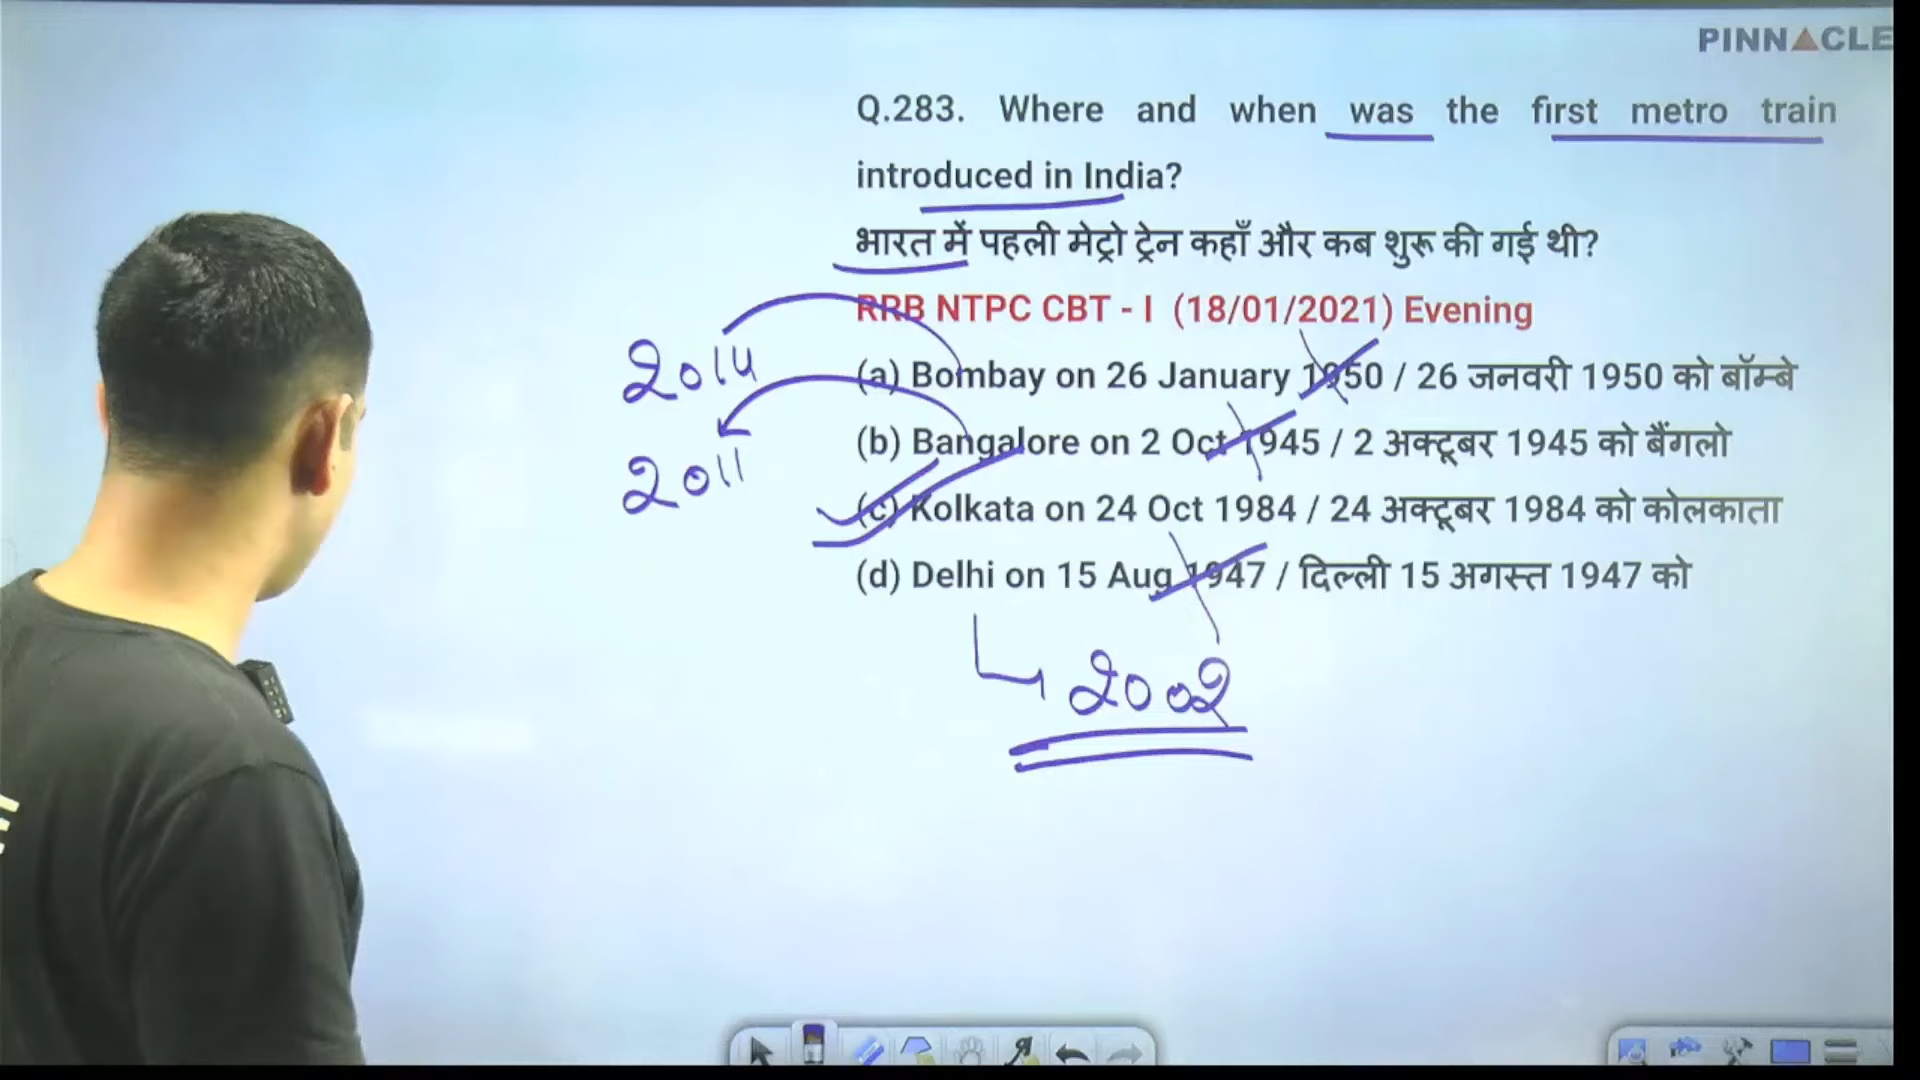 PINNACLE
Q.283. Where and when was the first metro train
introduced in India?
भारत में पहली मेट्रो ट्रेन कहाँ और कब शुरू की गई थी?
RRB NTPC CBT - I (18/01/2021) Evening
2014
(a) Bombay on 26 January 1950 / 26 जनवरी 1950 को बॉम्बे
(b) Bangalore on 2 Oct 1945 / 2 अक्टूबर 1945 को बैंगलो
2011
(c) Kolkata on 24 Oct 1984 / 24 अक्टूबर 1984 को कोलकाता
(d) Delhi on 15 Aug 1947 / दिल्ली 15 अगस्त 1947 को
2002